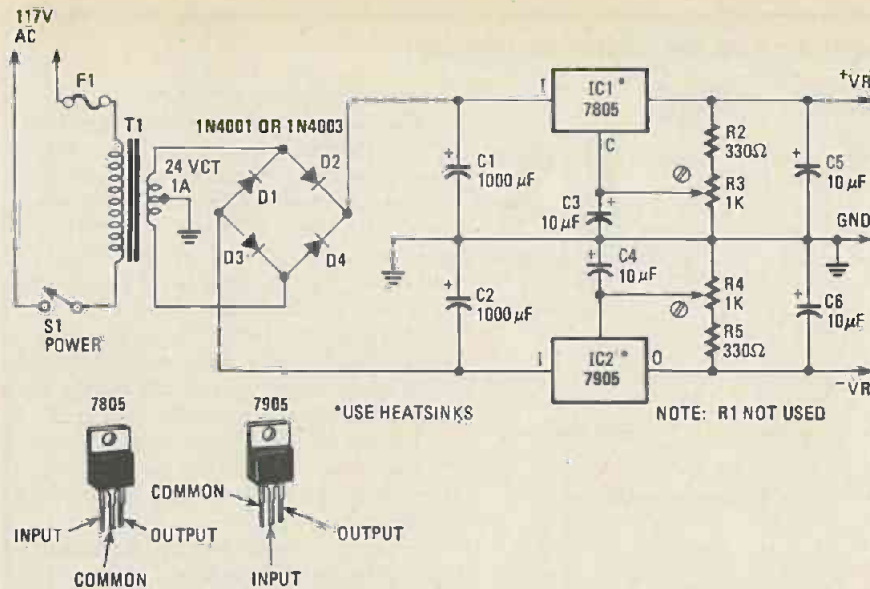 117V
AC
F1
T1
24 VCT
1A
S1
POWER
1N4001 OR 1N4003
D1
D2
D3
D4
+
C1
1000 µF
+
C2
1000 µF
I
IC1*
7805
C
+
C3
10 µF
+
C4
10 µF
I
IC2*
7905
O
R2
330Ω
R3
1K
R4
1K
R5
330Ω
+
C5
10 µF
+
C6
10 µF
+VR
GND
-VR
*USE HEATSINKS
NOTE: R1 NOT USED
7805
INPUT
COMMON
OUTPUT
7905
COMMON
INPUT
OUTPUT